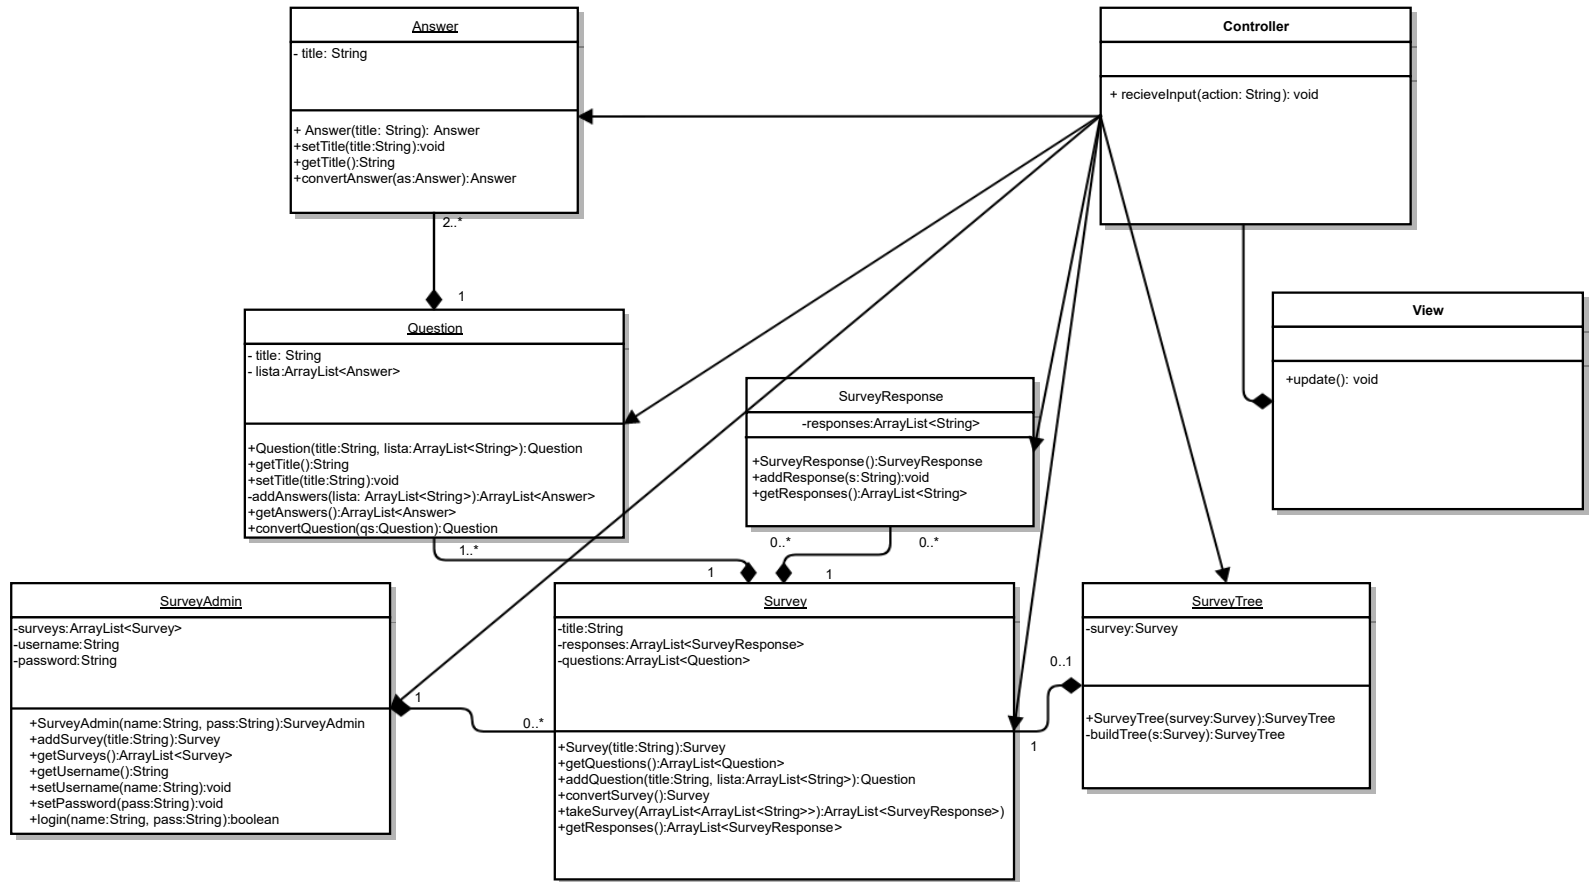 Answer
- title: String
+ Answer(title: String): Answer
+setTitle(title:String):void
+getTitle():String
+convertAnswer(as:Answer):Answer
2..*
1
Controller
+ recieveInput(action: String): void
View
+update(): void
Question
- title: String
- lista:ArrayList<Answer>
+Question(title:String, lista:ArrayList<String>):Question
+getTitle():String
+setTitle(title:String):void
-addAnswers(lista: ArrayList<String>):ArrayList<Answer>
+getAnswers():ArrayList<Answer>
+convertQuestion(qs:Question):Question
1..*
1
SurveyResponse
-responses:ArrayList<String>
+SurveyResponse():SurveyResponse
+addResponse(s:String):void
+getResponses():ArrayList<String>
0..*
0..*
1
SurveyAdmin
-surveys:ArrayList<Survey>
-username:String
-password:String
+SurveyAdmin(name:String, pass:String):SurveyAdmin
+addSurvey(title:String):Survey
+getSurveys():ArrayList<Survey>
+getUsername():String
+setUsername(name:String):void
+setPassword(pass:String):void
+login(name:String, pass:String):boolean
1
0..*
Survey
-title:String
-responses:ArrayList<SurveyResponse>
-questions:ArrayList<Question>
+Survey(title:String):Survey
+getQuestions():ArrayList<Question>
+addQuestion(title:String, lista:ArrayList<String>):Question
+convertSurvey():Survey
+takeSurvey(ArrayList<ArrayList<String>>):ArrayList<SurveyResponse>)
+getResponses():ArrayList<SurveyResponse>
0..1
1
SurveyTree
-survey:Survey
+SurveyTree(survey:Survey):SurveyTree
-buildTree(s:Survey):SurveyTree